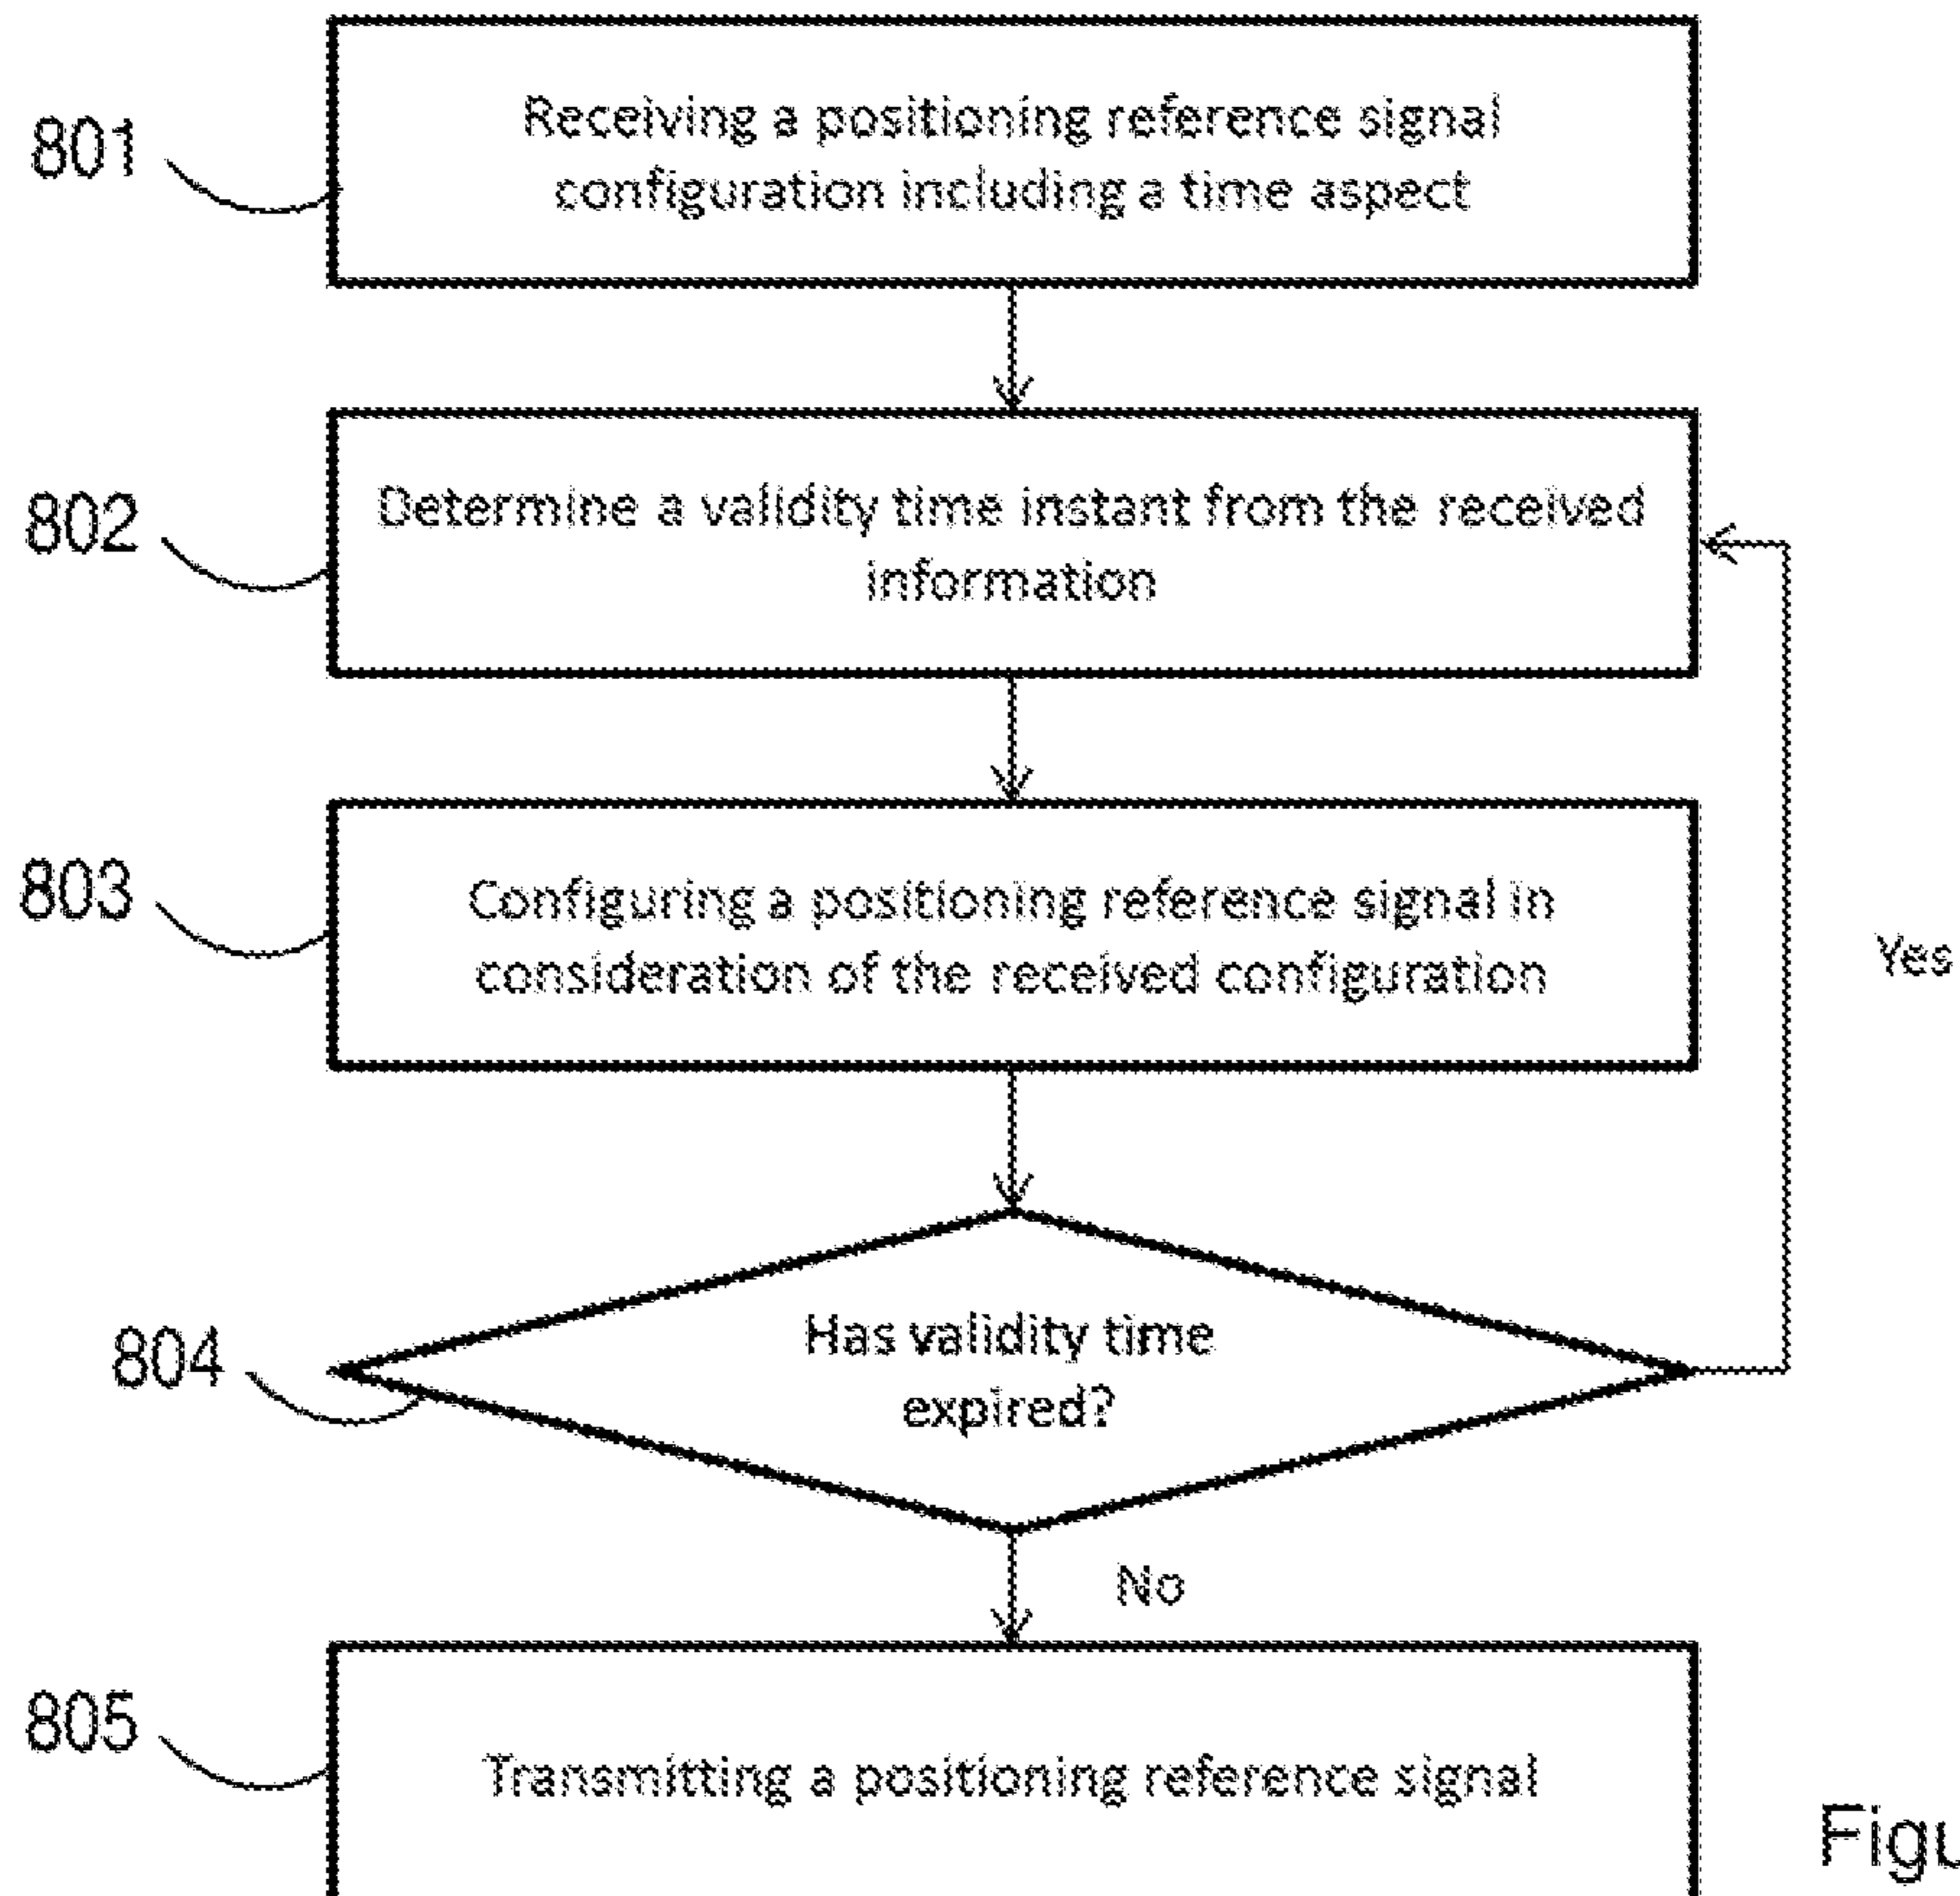 801
Receiving a positioning reference signal
configuration including a time aspect
802
Determine a validity time instant from the received
information
803
Configuring a positioning reference signal in
consideration of the received configuration
Yes
804
Has validity time
expired?
No
805
Transmitting a positioning reference signal
Figu